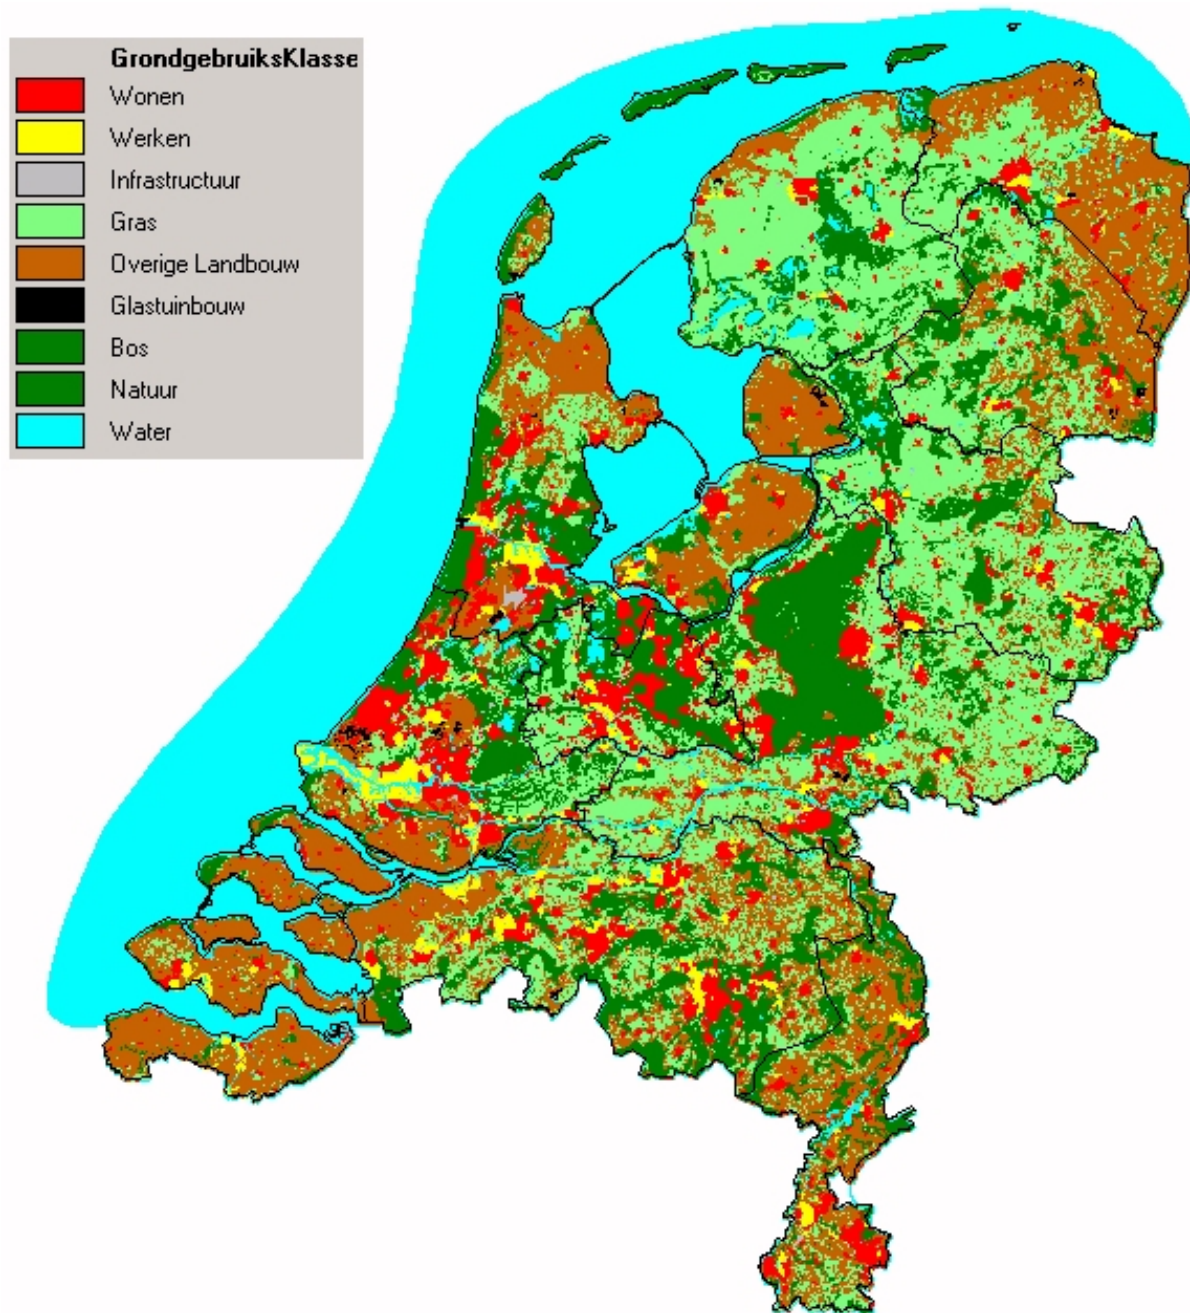 GrondgebruiksKlasse
Wonen
Werken
Infrastructuur
Gras
Overige Landbouw
Glastuinbouw
Bos
Natuur
Water